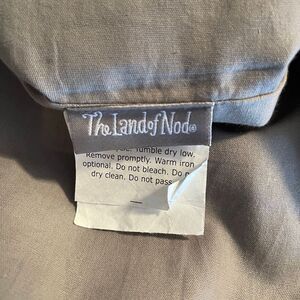 The Land of Nod®
Tumble dry low.
Remove promptly. Warm iron
optional. Do not bleach. Do
dry clean. Do not pass